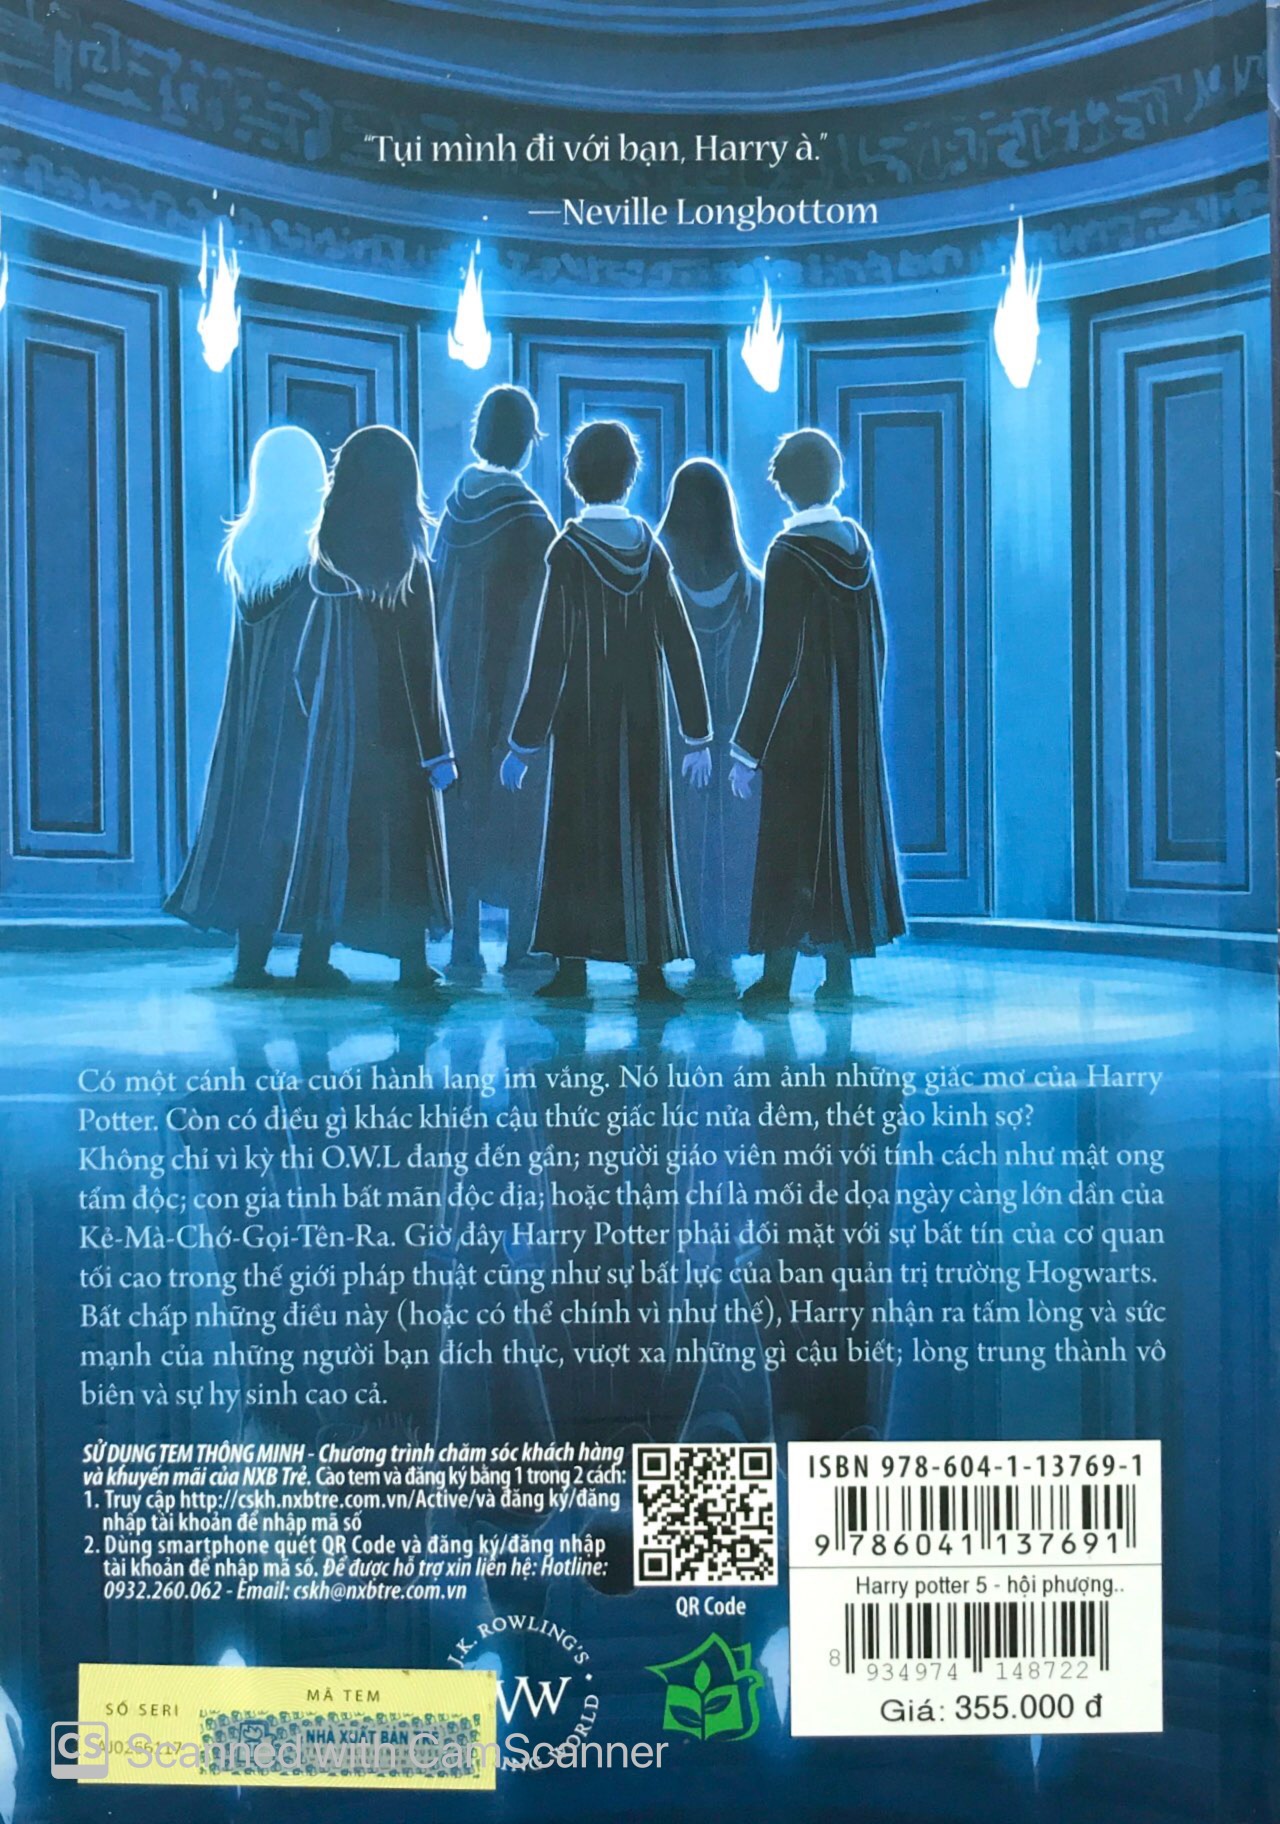 “Tụi mình đi với bạn, Harry à.”
—Neville Longbottom
Có một cánh cửa cuối hành lang im vắng. Nó luôn ám ảnh những giấc mơ của Harry
Potter. Còn có điều gì khác khiến cậu thức giấc lúc nửa đêm, thét gào kinh sợ?
Không chỉ vì kỳ thi O.W.L đang đến gần; người giáo viên mới với tính cách như mật ong
tẩm độc; con gia tinh bất mãn độc địa; hoặc thậm chí là mối đe dọa ngày càng lớn dần của
Kẻ-Mà-Chớ-Gọi-Tên-Ra. Giờ đây Harry Potter phải đối mặt với sự bất tín của cơ quan
tối cao trong thế giới pháp thuật cũng như sự bất lực của ban quản trị trường Hogwarts.
Bất chấp những điều này (hoặc có thể chính vì như thế), Harry nhận ra tấm lòng và sức
mạnh của những người bạn đích thực, vượt xa những gì cậu biết; lòng trung thành vô
biên và sự hy sinh cao cả.
SỬ DỤNG TEM THÔNG MINH - Chương trình chăm sóc khách hàng
và khuyến mãi của NXB Trẻ. Cào tem và đăng ký bằng 1 trong 2 cách:
1. Truy cập http://cskh.nxbtre.com.vn/Active/và đăng ký/đăng
nhập tài khoản để nhập mã số
2. Dùng smartphone quét QR Code và đăng ký/đăng nhập
tài khoản để nhập mã số. Để được hỗ trợ xin liên hệ: Hotline:
0932.260.062 - Email: cskh@nxbtre.com.vn
QR Code
ISBN 978-604-1-13769-1
9 786041 137691
Harry potter 5 - hội phượng..
8 934974 148722
Giá: 355.000 đ
J.K. ROWLING'S
WORLD
SỐ SERI
MÃ TEM
NHÀ XUẤT BẢN
CS Scanned with CamScanner